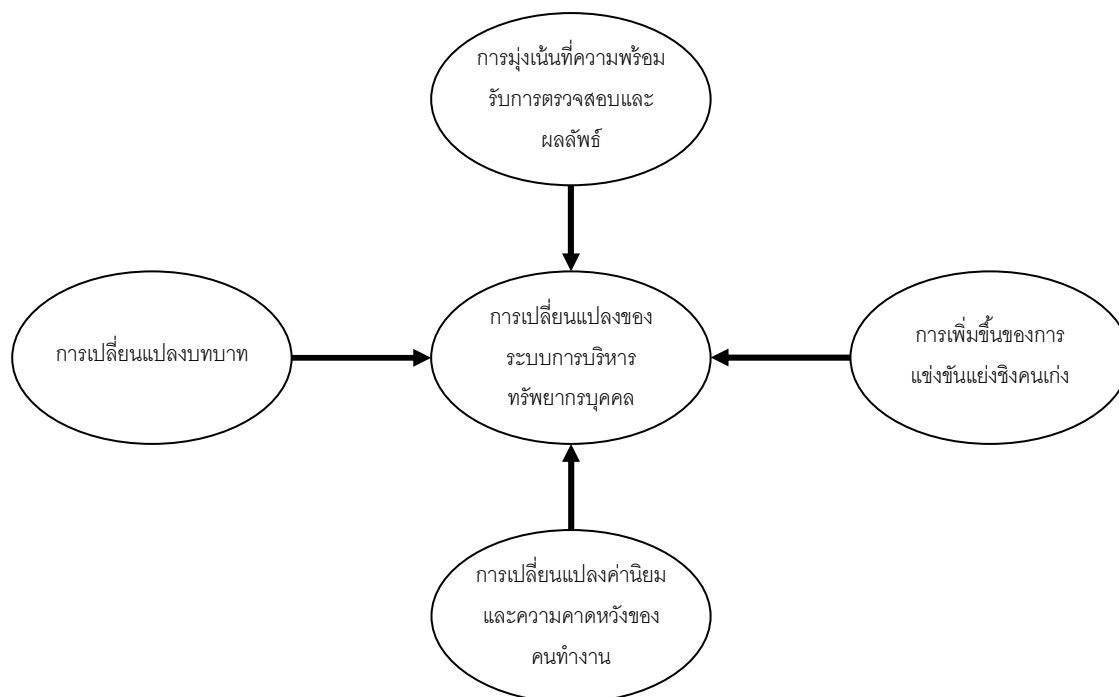 การมุ่งเน้นที่ความพร้อม
รับการตรวจสอบและ
ผลลัพธ์
การเปลี่ยนแปลงบทบาท
การเปลี่ยนแปลงของ
ระบบการบริหาร
ทรัพยากรบุคคล
การเพิ่มขึ้นของการ
แข่งขันแย่งชิงคนเก่ง
การเปลี่ยนแปลงค่านิยม
และความคาดหวังของ
คนทำงาน